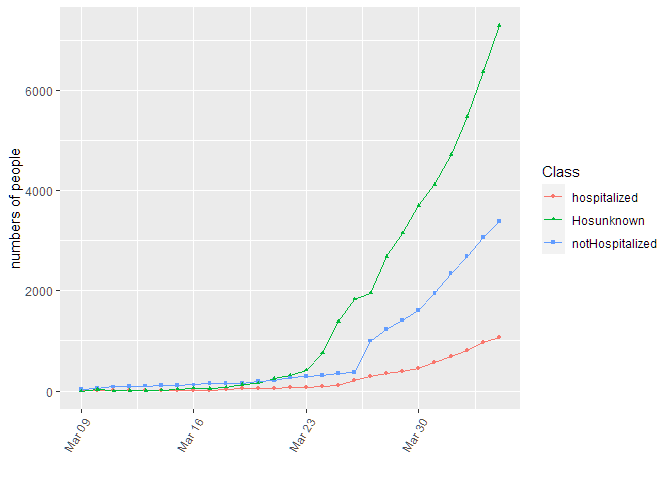 numbers of people
6000
4000
2000
0
Mar 09
Mar 16
Mar 23
Mar 30
Class
hospitalized
Hosunknown
notHospitalized